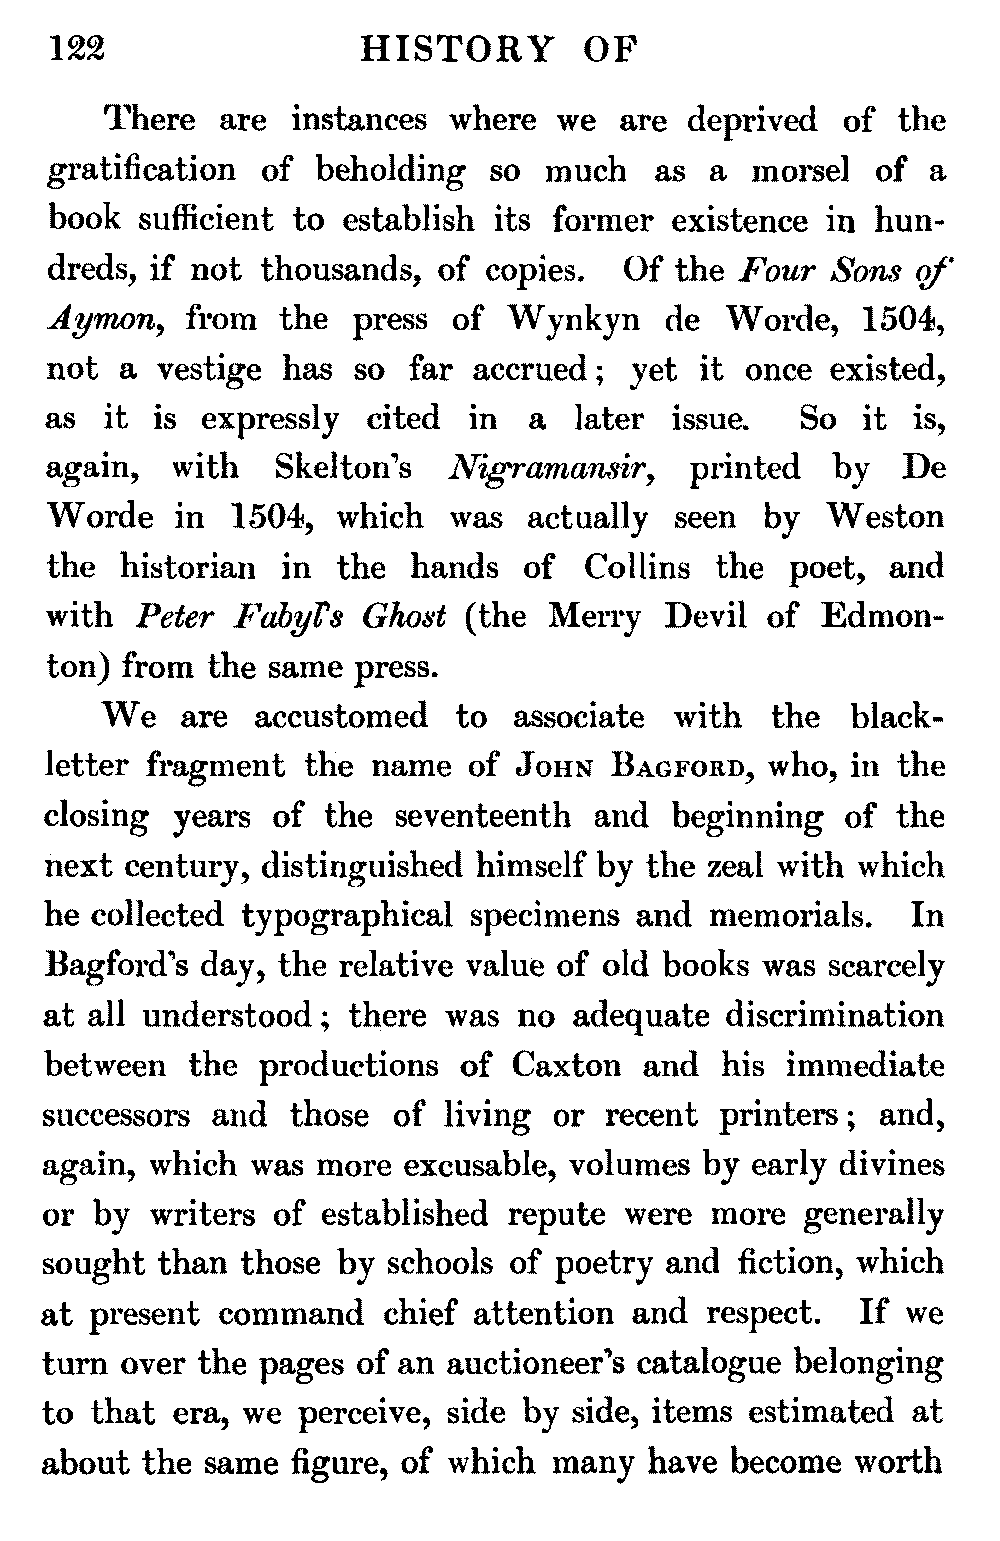 122 HISTORY OF
There are instances where we are deprived of the
gratification of beholding so much as a morsel of a
book sufficient to establish its former existence in hun-
dreds, if not thousands, of copies. Of the Four Sons of
Aymon, from the press of Wynkyn de Worde, 1504,
not a vestige has so far accrued; yet it once existed,
as it is expressly cited in a later issue. So it is,
again, with Skelton's Nigramansir, printed by De
Worde in 1504, which was actually seen by Weston
the historian in the hands of Collins the poet, and
with Peter Fabyl's Ghost (the Merry Devil of Edmon-
ton) from the same press.
We are accustomed to associate with the black-
letter fragment the name of JOHN BAGFORD, who, in the
closing years of the seventeenth and beginning of the
next century, distinguished himself by the zeal with which
he collected typographical specimens and memorials. In
Bagford's day, the relative value of old books was scarcely
at all understood; there was no adequate discrimination
between the productions of Caxton and his immediate
successors and those of living or recent printers; and,
again, which was more excusable, volumes by early divines
or by writers of established repute were more generally
sought than those by schools of poetry and fiction, which
at present command chief attention and respect. If we
turn over the pages of an auctioneer's catalogue belonging
to that era, we perceive, side by side, items estimated at
about the same figure, of which many have become worth